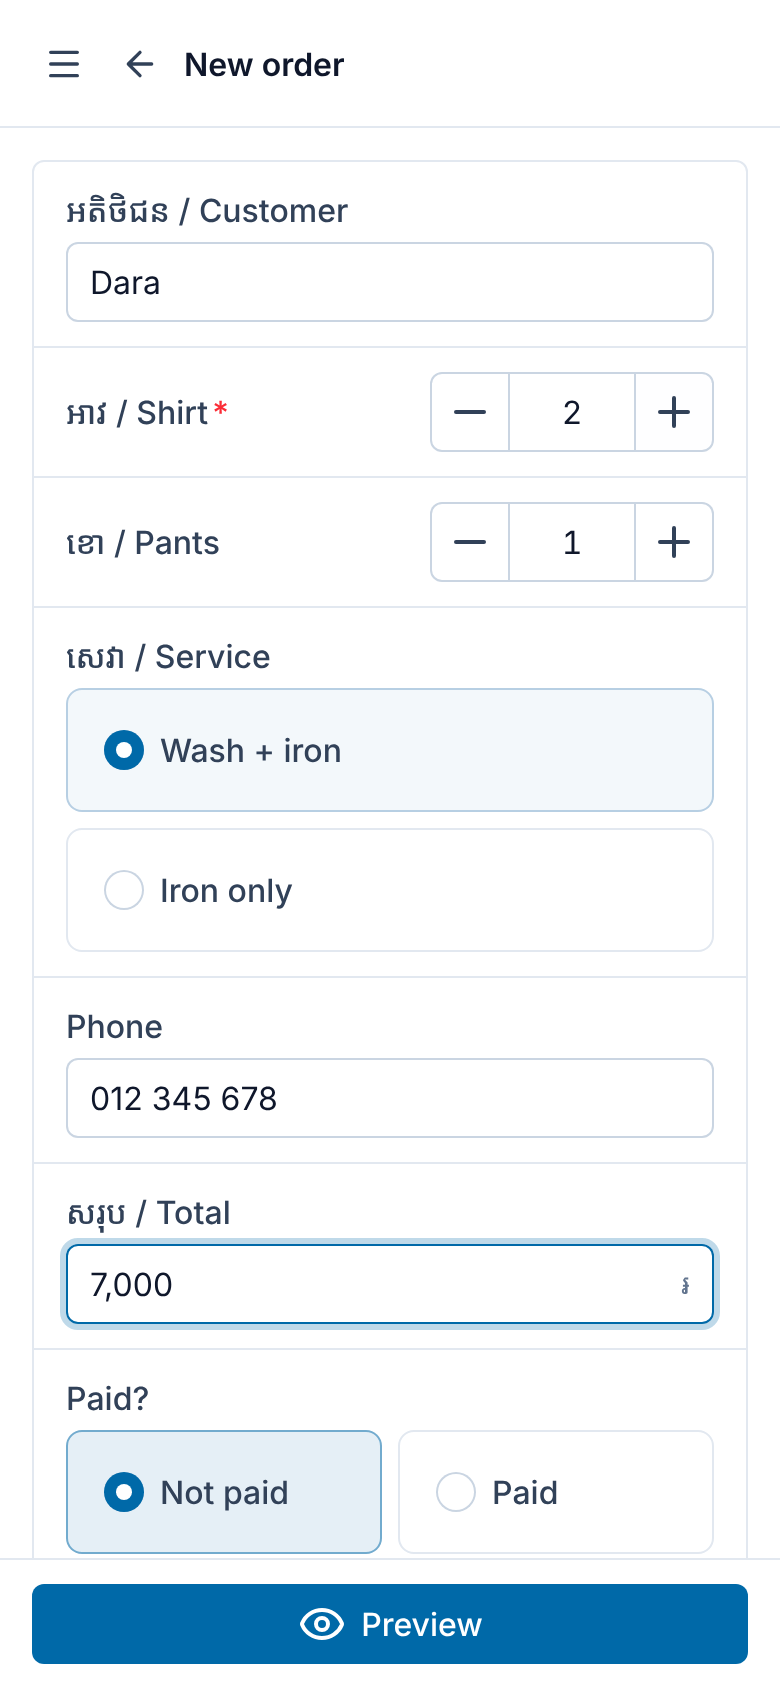 New order
អតិថិជន / Customer
Dara
អាវ / Shirt*
2
ខោ / Pants
1
សេវា / Service
Wash + iron
Iron only
Phone
012 345 678
សរុប / Total
7,000 ៛
Paid?
Not paid
Paid
Preview